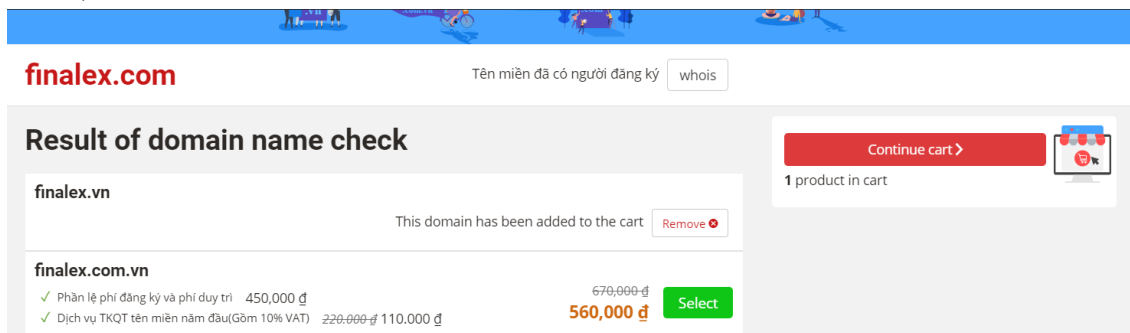 finalex.com
Tên miền đã có người đăng ký whois
Result of domain name check
Continue cart
1 product in cart
finalex.vn
This domain has been added to the cart Remove
finalex.com.vn
Phần lệ phí đăng ký và phí duy trì 450,000 ₫
Dịch vụ TKQT tên miền năm đầu(Gồm 10% VAT) 220.000 ₫ 110.000 ₫
670,000 ₫
560,000 ₫
Select